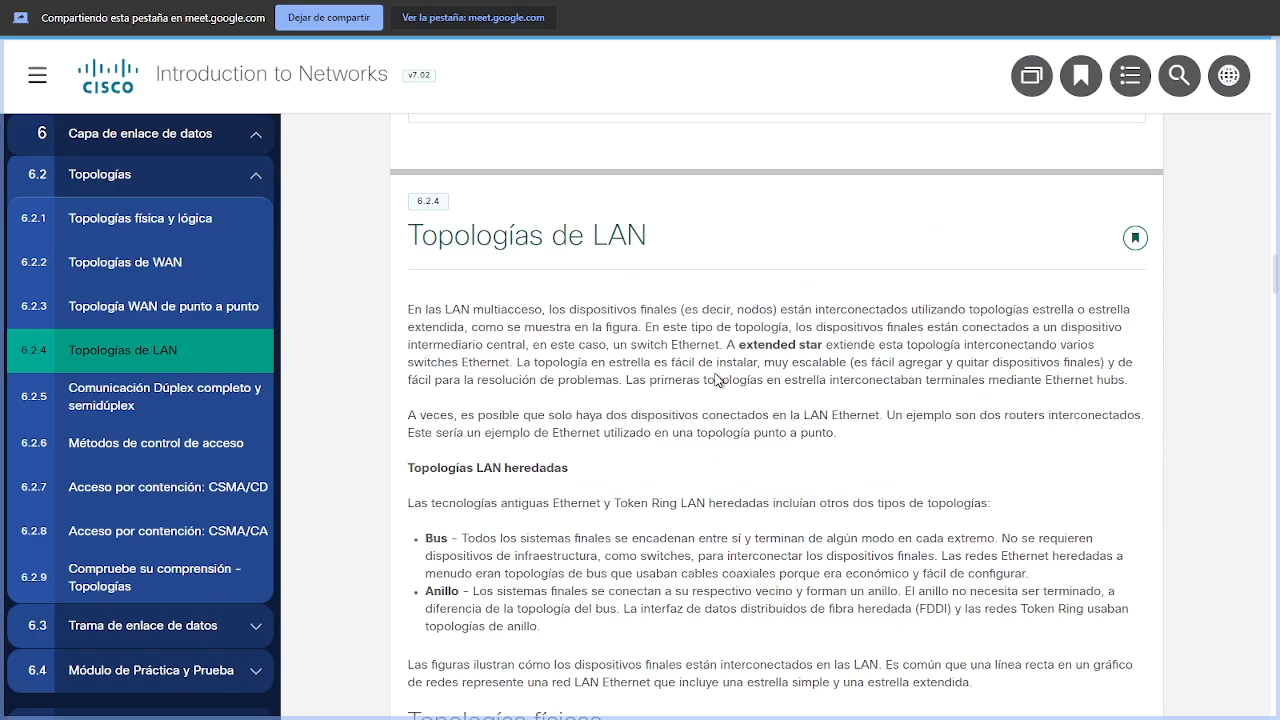 Compartiendo esta pestaña en meet.google.com
Dejar de compartir
Ver la pestaña: meet.google.com
CISCO
Introduction to Networks
v7.02
6 Capa de enlace de datos
6.2 Topologías
6.2.1 Topologías física y lógica
6.2.2 Topologías de WAN
6.2.3 Topología WAN de punto a punto
6.2.4 Topologías de LAN
6.2.5 Comunicación Dúplex completo y
semidúplex
6.2.6 Métodos de control de acceso
6.2.7 Acceso por contención: CSMA/CD
6.2.8 Acceso por contención: CSMA/CA
6.2.9 Compruebe su comprensión -
Topologías
6.3 Trama de enlace de datos
6.4 Módulo de Práctica y Prueba
6.2.4
Topologías de LAN
En las LAN multiacceso, los dispositivos finales (es decir, nodos) están interconectados utilizando topologías estrella o estrella
extendida, como se muestra en la figura. En este tipo de topología, los dispositivos finales están conectados a un dispositivo
intermediario central, en este caso, un switch Ethernet. A extended star extiende esta topología interconectando varios
switches Ethernet. La topología en estrella es fácil de instalar, muy escalable (es fácil agregar y quitar dispositivos finales) y de
fácil para la resolución de problemas. Las primeras topologías en estrella interconectaban terminales mediante Ethernet hubs.
A veces, es posible que solo haya dos dispositivos conectados en la LAN Ethernet. Un ejemplo son dos routers interconectados.
Este sería un ejemplo de Ethernet utilizado en una topología punto a punto.
Topologías LAN heredadas
Las tecnologías antiguas Ethernet y Token Ring LAN heredadas incluían otros dos tipos de topologías:
• Bus – Todos los sistemas finales se encadenan entre sí y terminan de algún modo en cada extremo. No se requieren
dispositivos de infraestructura, como switches, para interconectar los dispositivos finales. Las redes Ethernet heredadas a
menudo eran topologías de bus que usaban cables coaxiales porque era económico y fácil de configurar.
• Anillo – Los sistemas finales se conectan a su respectivo vecino y forman un anillo. El anillo no necesita ser terminado, a
diferencia de la topología del bus. La interfaz de datos distribuidos de fibra heredada (FDDI) y las redes Token Ring usaban
topologías de anillo.
Las figuras ilustran cómo los dispositivos finales están interconectados en las LAN. Es común que una línea recta en un gráfico
de redes represente una red LAN Ethernet que incluye una estrella simple y una estrella extendida.
Topologías físicas